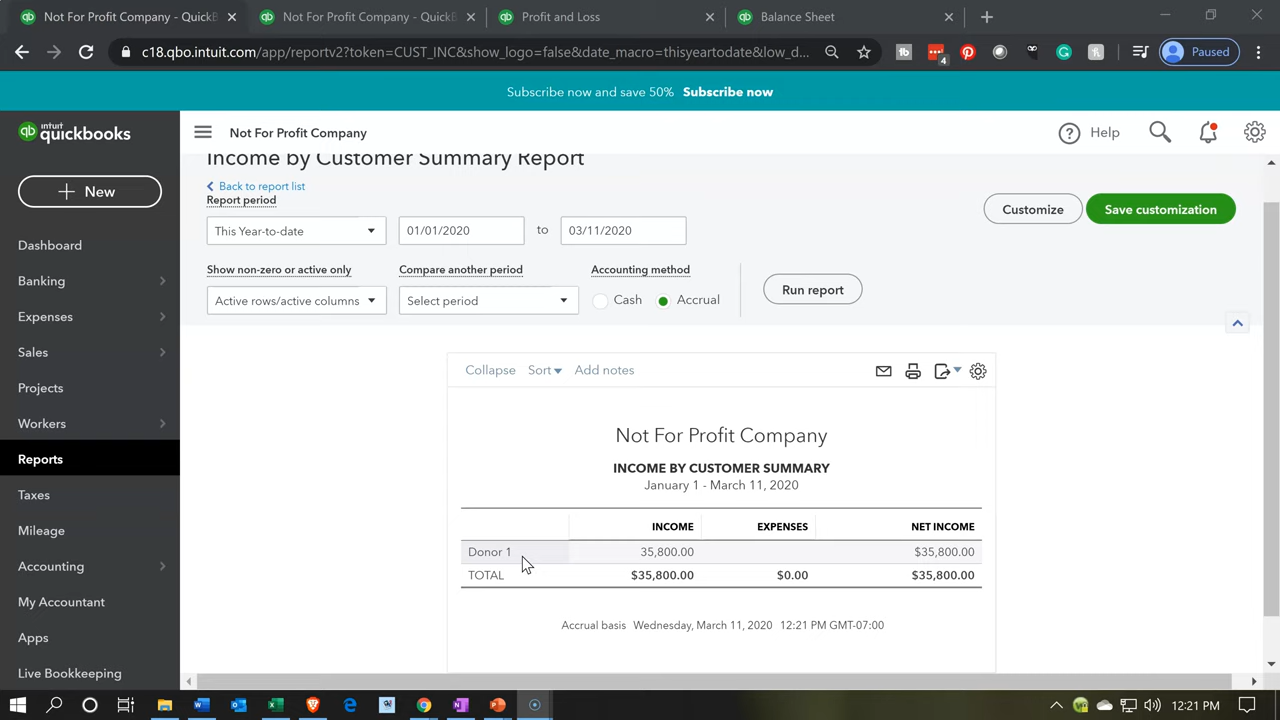 Not For Profit Company - QuickB
Not For Profit Company - QuickB
Profit and Loss
Balance Sheet
c18.qbo.intuit.com/app/reportv2?token=CUST_INC&show_logo=false&date_macro=thisyeartodate&low_d...
4
Paused
Subscribe now and save 50% Subscribe now
intuit
quickbooks
New
Dashboard
Banking
Expenses
Sales
Projects
Workers
Reports
Taxes
Mileage
Accounting
My Accountant
Apps
Live Bookkeeping
Not For Profit Company
Help
Income by Customer Summary Report
Back to report list
Report period
This Year-to-date
01/01/2020
to
03/11/2020
Customize
Save customization
Show non-zero or active only
Compare another period
Accounting method
Active rows/active columns
Select period
Cash
Accrual
Run report
Collapse
Sort
Add notes
Not For Profit Company
INCOME BY CUSTOMER SUMMARY
January 1 - March 11, 2020
INCOME EXPENSES NET INCOME
Donor 1 35,800.00 $35,800.00
TOTAL $35,800.00 $0.00 $35,800.00
Accrual basis Wednesday, March 11, 2020 12:21 PM GMT-07:00
12:21 PM